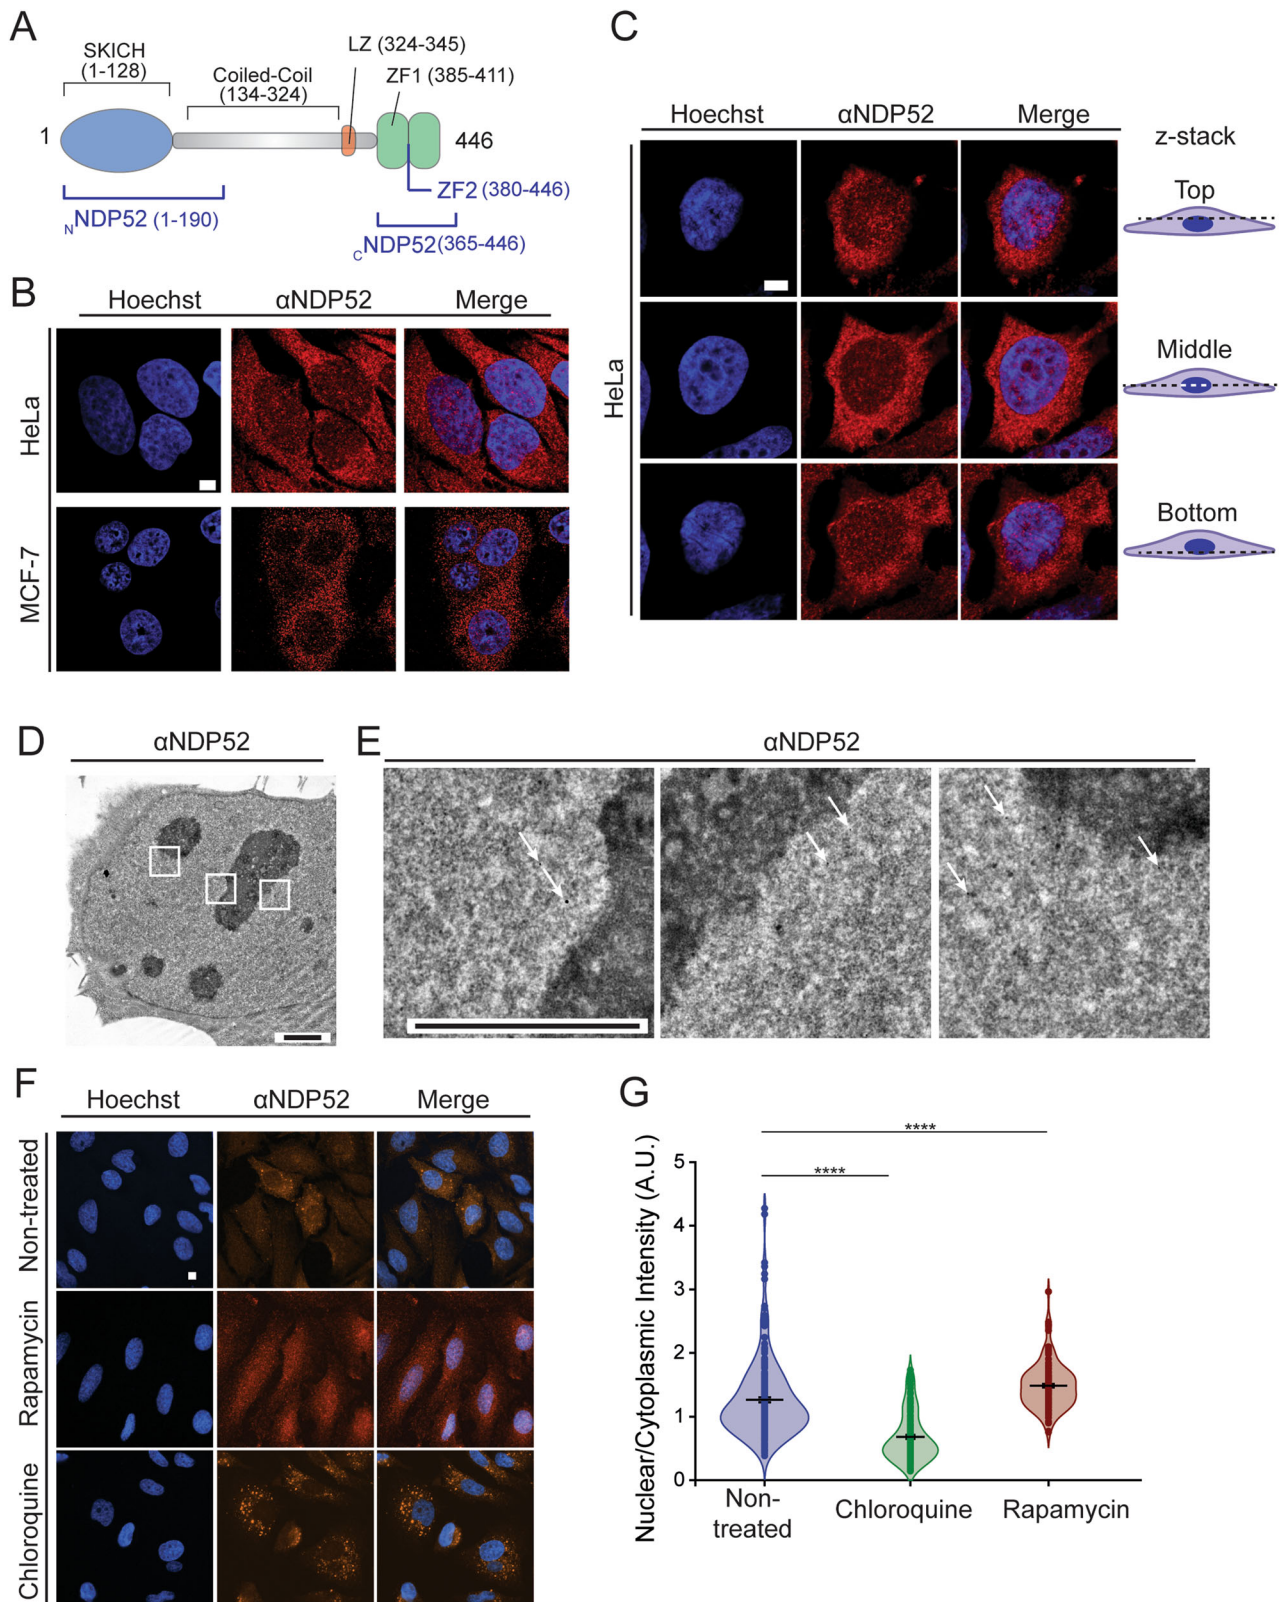 A
SKICH
(1-128)
Coiled-Coil
(134-324)
LZ (324-345)
ZF1 (385-411)
1
446
ZF2 (380-446)
NNDP52 (1-190)
CNDP52(365-446)
B
Hoechst αNDP52 Merge
HeLa
MCF-7
C
Hoechst αNDP52 Merge
z-stack
HeLa
Top
Middle
Bottom
D
αNDP52
E
αNDP52
F
Hoechst αNDP52 Merge
Non-treated
Rapamycin
Chloroquine
G
Nuclear/Cytoplasmic Intensity (A.U.)
****
****
5
4
3
2
1
0
Non-
treated
Chloroquine
Rapamycin